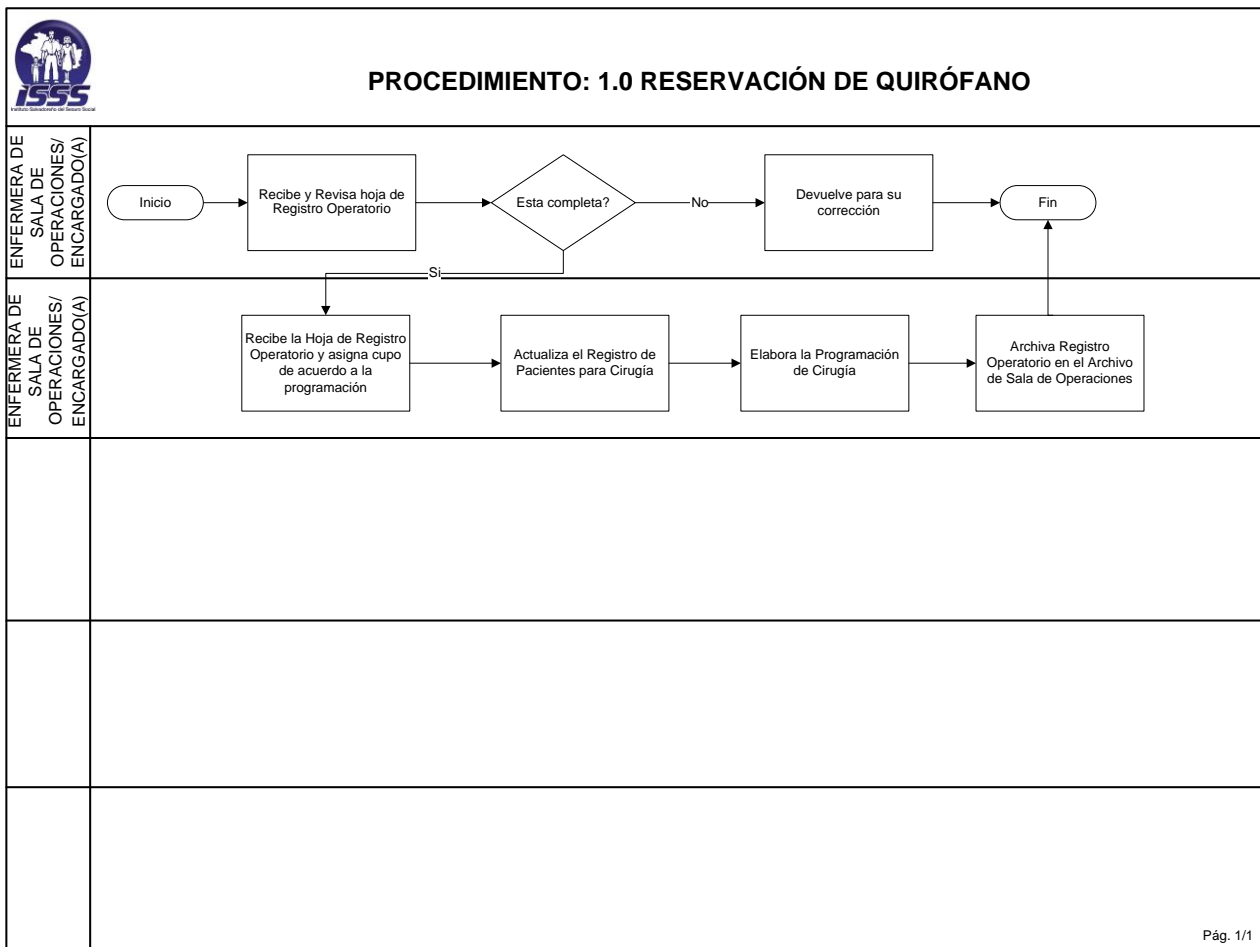 ISSS
Instituto Salvadoreño del Seguro Social
PROCEDIMIENTO: 1.0 RESERVACIÓN DE QUIRÓFANO
ENFERMERA DE
SALA DE
OPERACIONES/
ENCARGADO(A)
Inicio
Recibe y Revisa hoja de
Registro Operatorio
Esta completa?
No
Devuelve para su
corrección
Fin
Si
ENFERMERA DE
SALA DE
OPERACIONES/
ENCARGADO(A)
Recibe la Hoja de Registro
Operatorio y asigna cupo
de acuerdo a la
programación
Actualiza el Registro de
Pacientes para Cirugía
Elabora la Programación
de Cirugía
Archiva Registro
Operatorio en el Archivo
de Sala de Operaciones
Pág. 1/1